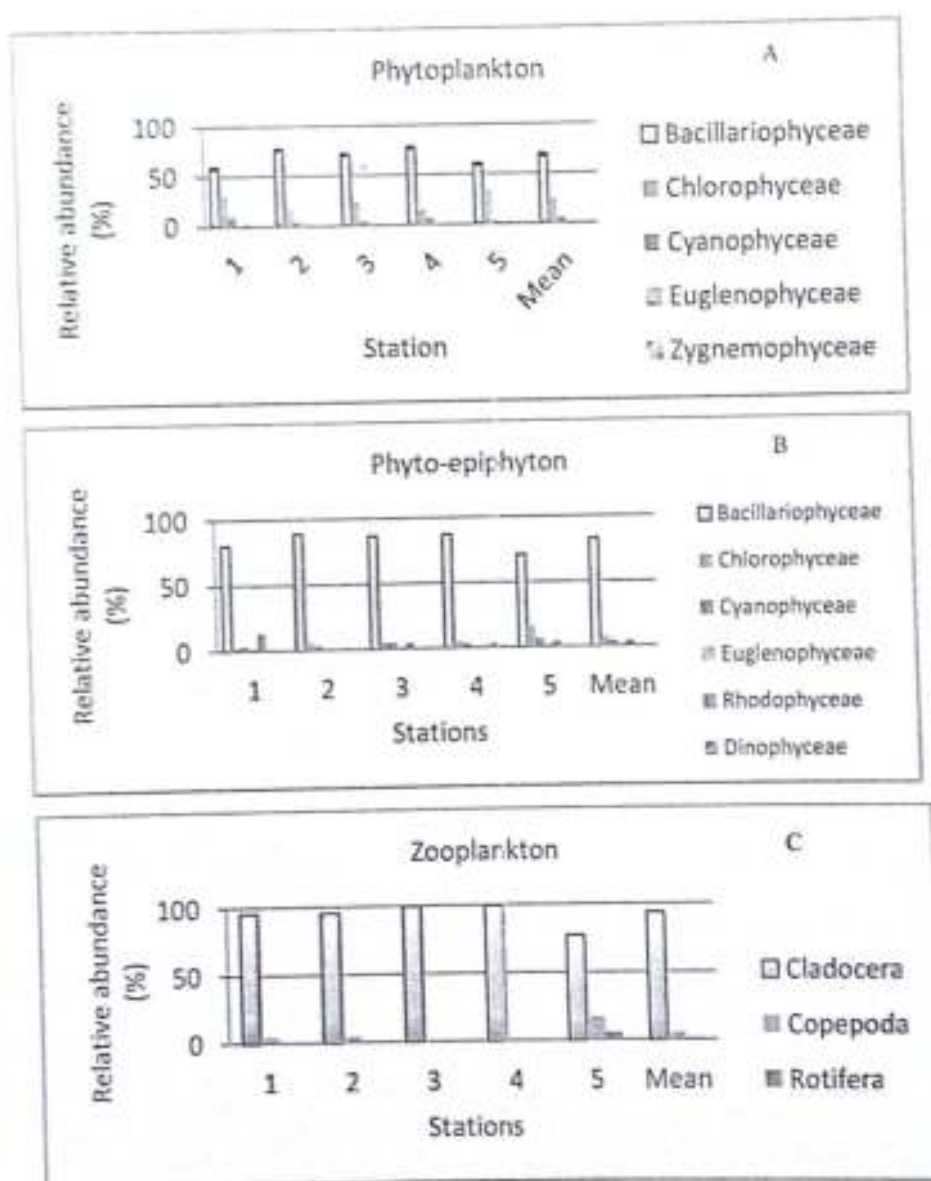 A
Phytoplankton
Relative abundance
(%)
100
50
0
1
2
3
4
5
Mean
Station
Bacillariophyceae
Chlorophyceae
Cyanophyceae
Euglenophyceae
Zygnemophyceae
B
Phyto-epiphyton
Relative abundance
(%)
100
50
0
1
2
3
4
5
Mean
Stations
Bacillariophyceae
Chlorophyceae
Cyanophyceae
Euglenophyceae
Rhodophyceae
Dinophyceae
C
Zooplankton
Relative abundance
(%)
100
50
0
1
2
3
4
5
Mean
Stations
Cladocera
Copepoda
Rotifera